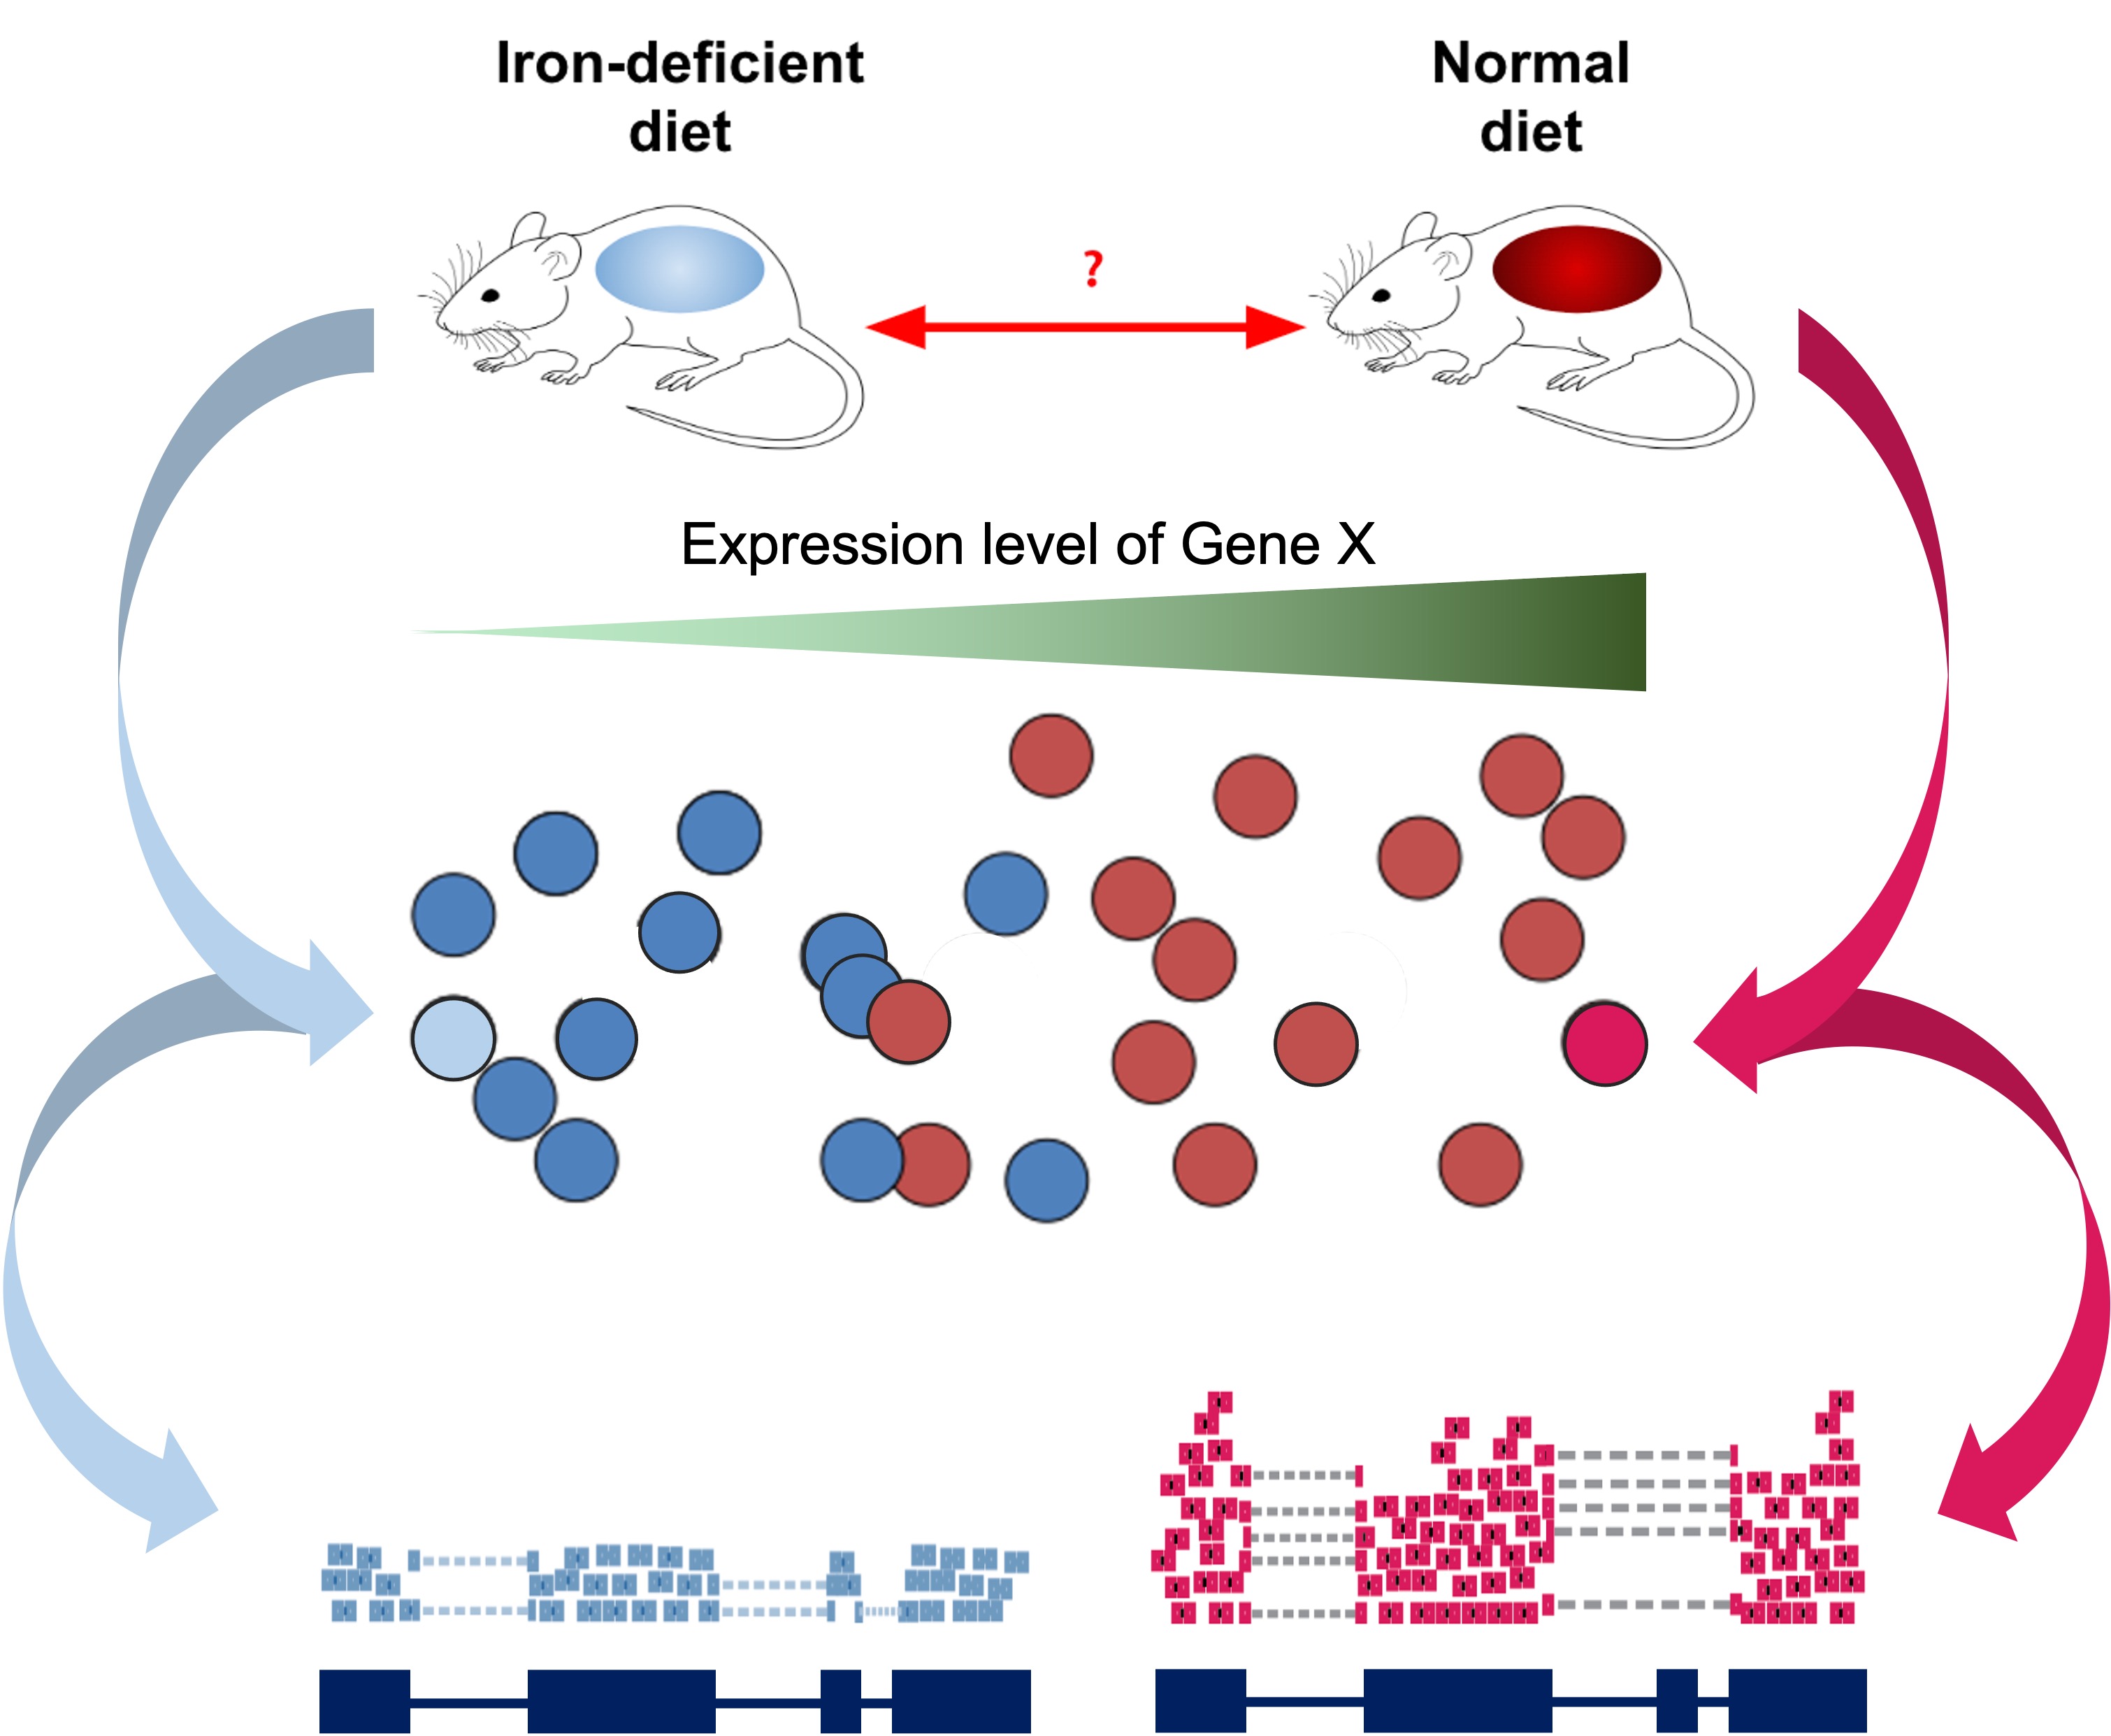 Iron-deficient
diet
Normal
diet
?
Expression level of Gene X